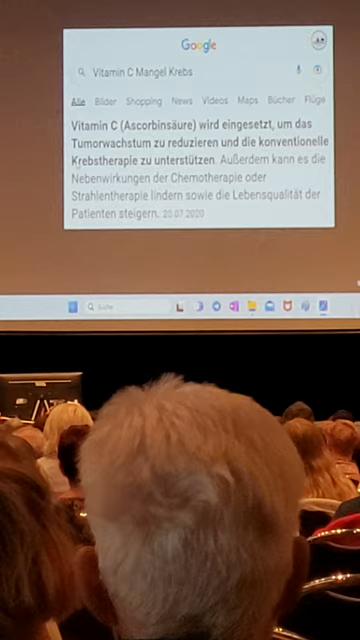 Google
Vitamin C Mangel Krebs
Alle Bilder Shopping News Videos Maps Bücher Flüge
Vitamin C (Ascorbinsäure) wird eingesetzt, um das
Tumorwachstum zu reduzieren und die konventionelle
Krebstherapie zu unterstützen. Außerdem kann es die
Nebenwirkungen der Chemotherapie oder
Strahlentherapie lindern sowie die Lebensqualität der
Patienten steigern. 20.07.2020
Suche